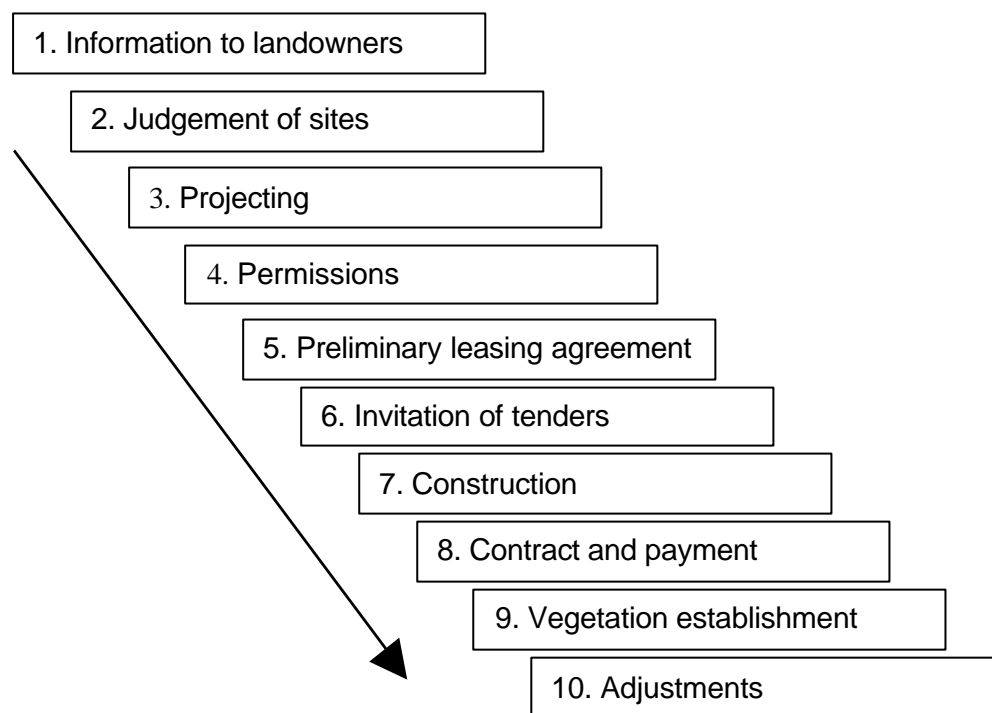 1. Information to landowners
2. Judgement of sites
3. Projecting
4. Permissions
5. Preliminary leasing agreement
6. Invitation of tenders
7. Construction
8. Contract and payment
9. Vegetation establishment
10. Adjustments